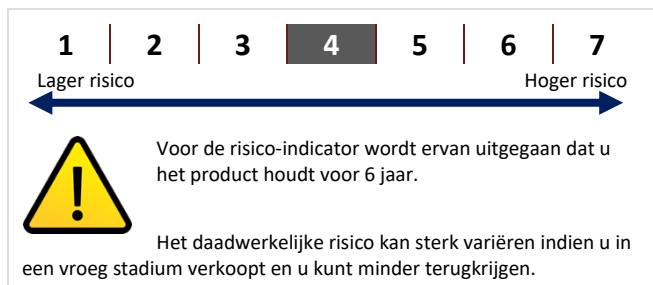 1 2 3 4 5 6 7
Lager risico Hoger risico
Voor de risico-indicator wordt ervan uitgegaan dat u
het product houdt voor 6 jaar.
Het daadwerkelijke risico kan sterk variëren indien u in
een vroeg stadium verkoopt en u kunt minder terugkrijgen.